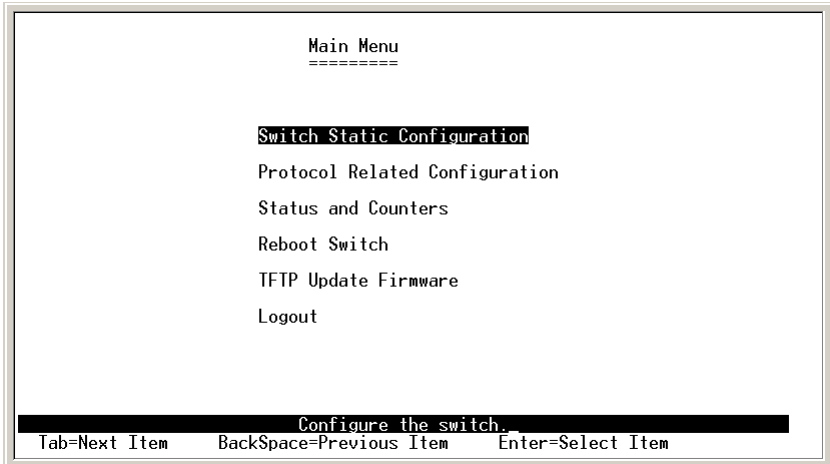 Main Menu
=========
Switch Static Configuration
Protocol Related Configuration
Status and Counters
Reboot Switch
TFTP Update Firmware
Logout
Configure the switch._
Tab=Next Item BackSpace=Previous Item Enter=Select Item